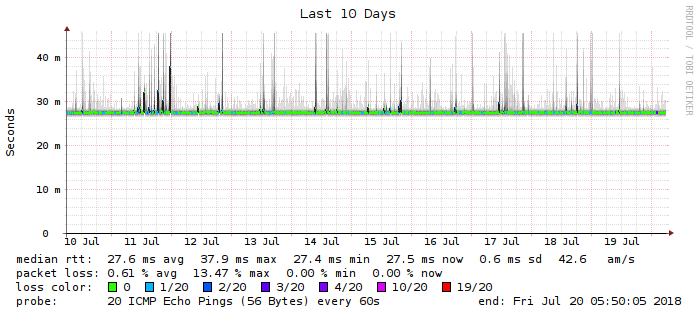 Last 10 Days
RRDTOOL / TOBI OETIKER
Seconds
40 m
30 m
20 m
10 m
0
10 Jul 11 Jul 12 Jul 13 Jul 14 Jul 15 Jul 16 Jul 17 Jul 18 Jul 19 Jul
median rtt: 27.6 ms avg 37.9 ms max 27.4 ms min 27.5 ms now 0.6 ms sd 42.6 am/s
packet loss: 0.61 % avg 13.47 % max 0.00 % min 0.00 % now
loss color: 0 1/20 2/20 3/20 4/20 10/20 19/20
probe: 20 ICMP Echo Pings (56 Bytes) every 60s end: Fri Jul 20 05:50:05 2018